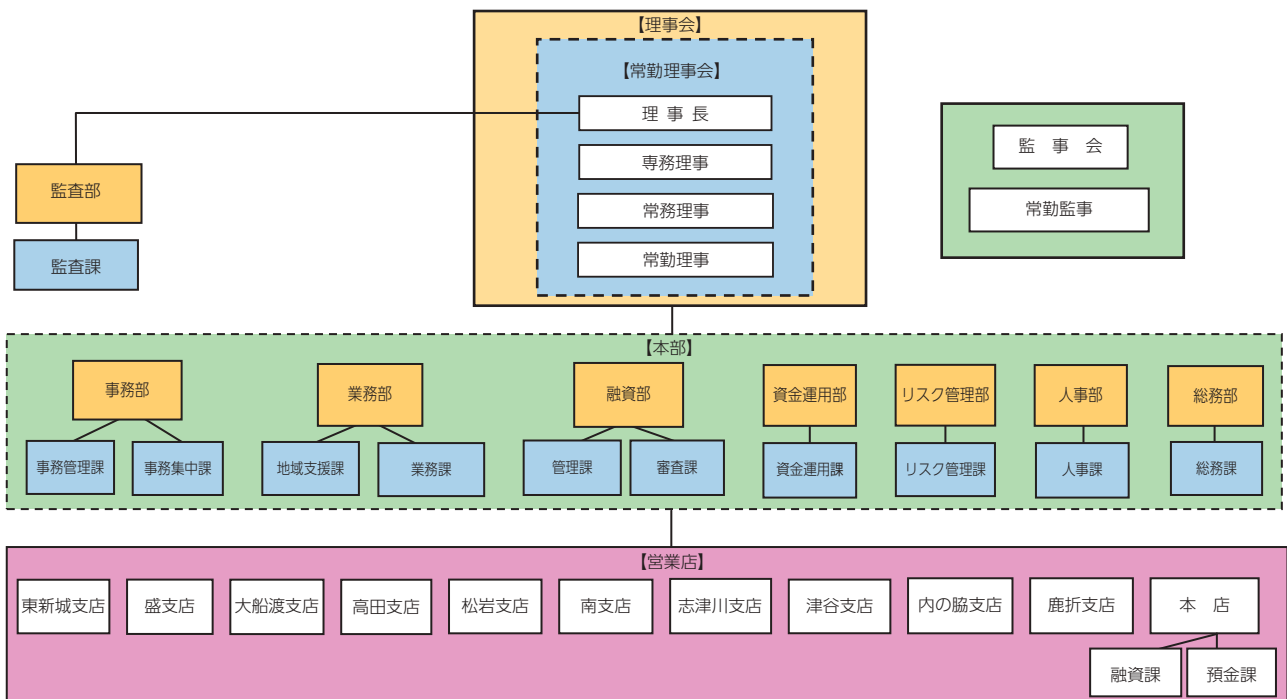 【理事会】
【常勤理事会】
理 事 長
専務理事
常務理事
常勤理事
監 事 会
常勤監事
監査部
監査課
【本部】
事務部
業務部
融資部
資金運用部
リスク管理部
人事部
総務部
事務管理課
事務集中課
地域支援課
業務課
管理課
審査課
資金運用課
リスク管理課
人事課
総務課
【営業店】
東新城支店
盛支店
大船渡支店
高田支店
松岩支店
南支店
志津川支店
津谷支店
内の脇支店
鹿折支店
本 店
融資課
預金課